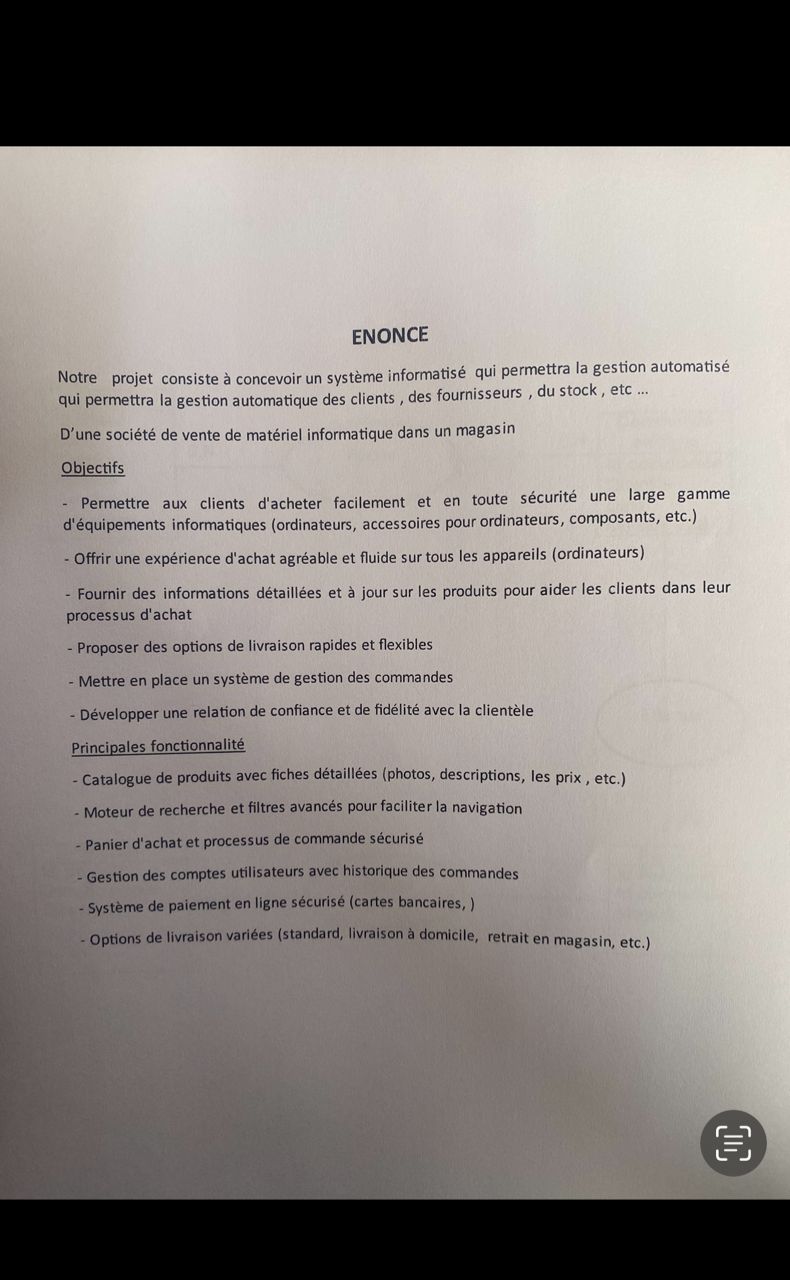 ENONCE
Notre projet consiste à concevoir un système informatisé qui permettra la gestion automatisé
qui permettra la gestion automatique des clients , des fournisseurs , du stock , etc ...
D'une société de vente de matériel informatique dans un magasin
Objectifs
- Permettre aux clients d'acheter facilement et en toute sécurité une large gamme
d'équipements informatiques (ordinateurs, accessoires pour ordinateurs, composants, etc.)
- Offrir une expérience d'achat agréable et fluide sur tous les appareils (ordinateurs)
- Fournir des informations détaillées et à jour sur les produits pour aider les clients dans leur
processus d'achat
- Proposer des options de livraison rapides et flexibles
- Mettre en place un système de gestion des commandes
- Développer une relation de confiance et de fidélité avec la clientèle
Principales fonctionnalité
- Catalogue de produits avec fiches détaillées (photos, descriptions, les prix , etc.)
- Moteur de recherche et filtres avancés pour faciliter la navigation
- Panier d'achat et processus de commande sécurisé
- Gestion des comptes utilisateurs avec historique des commandes
- Système de paiement en ligne sécurisé (cartes bancaires, )
- Options de livraison variées (standard, livraison à domicile, retrait en magasin, etc.)